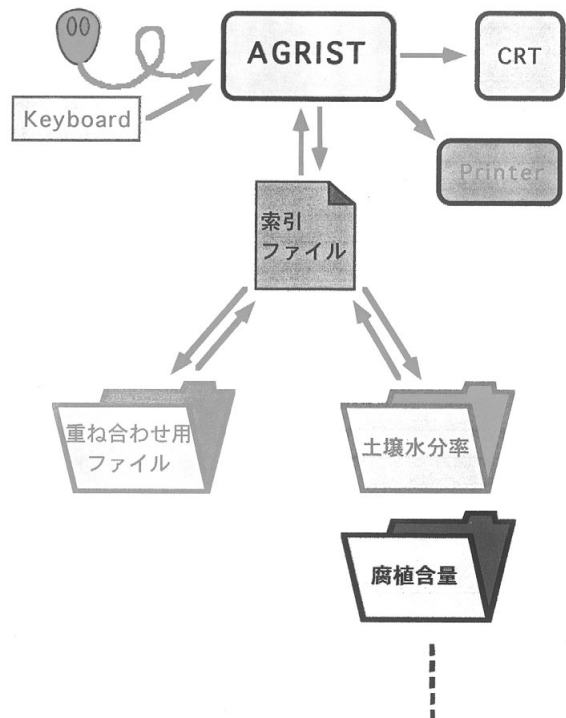 AGRIST
CRT
Keyboard
Printer
索引
ファイル
重ね合わせ用
ファイル
土壌水分率
腐植含量